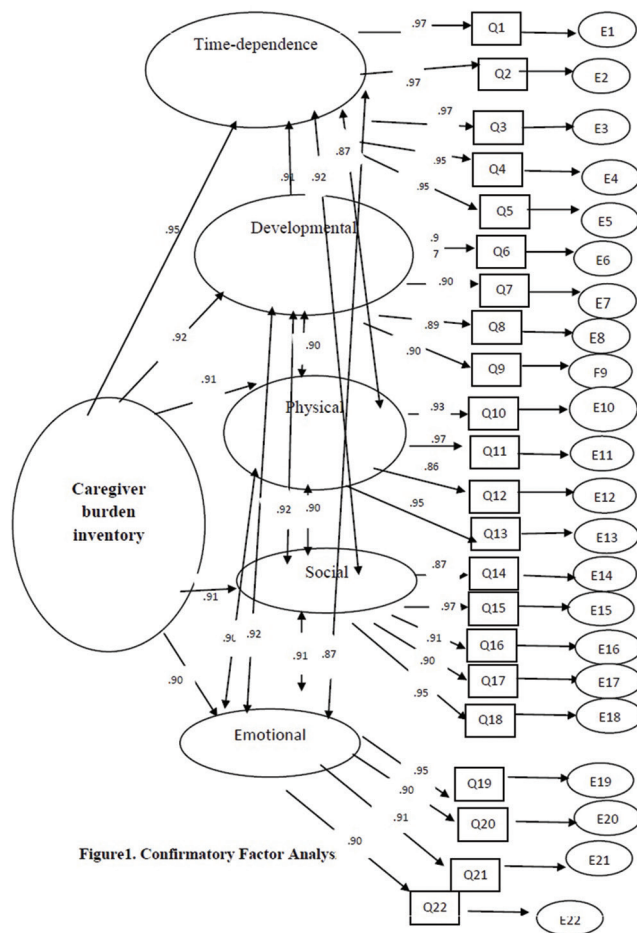 Time-dependence
.97
Q1
E1
.97
Q2
E2
.97
Q3
E3
.87
.95
Q4
E4
.91
.92
.95
Q5
E5
.95
Developmental
.9
7
Q6
E6
.90
Q7
E7
.92
.90
.89
Q8
E8
.90
Q9
F9
.91
Physical
.93
Q10
E10
.97
Q11
E11
.86
Q12
E12
Caregiver
burden
inventory
.92
.90
.95
Q13
E13
Social
.87
Q14
E14
.91
.97
Q15
E15
.92
.91
.87
.91
Q16
E16
.90
Q17
E17
.90
.95
Q18
E18
Emotional
.95
Q19
E19
.90
Q20
E20
.91
Q21
E21
.90
Figure1. Confirmatory Factor Analys
Q22
E22